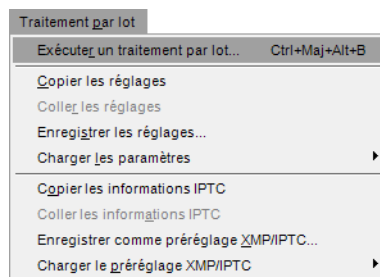 Traitement par lot
Exécuter un traitement par lot... Ctrl+Maj+Alt+B
Copier les réglages
Coller les réglages
Enregistrer les réglages...
Charger les paramètres
Copier les informations IPTC
Coller les informations IPTC
Enregistrer comme préréglage XMP/IPTC...
Charger le préréglage XMP/IPTC